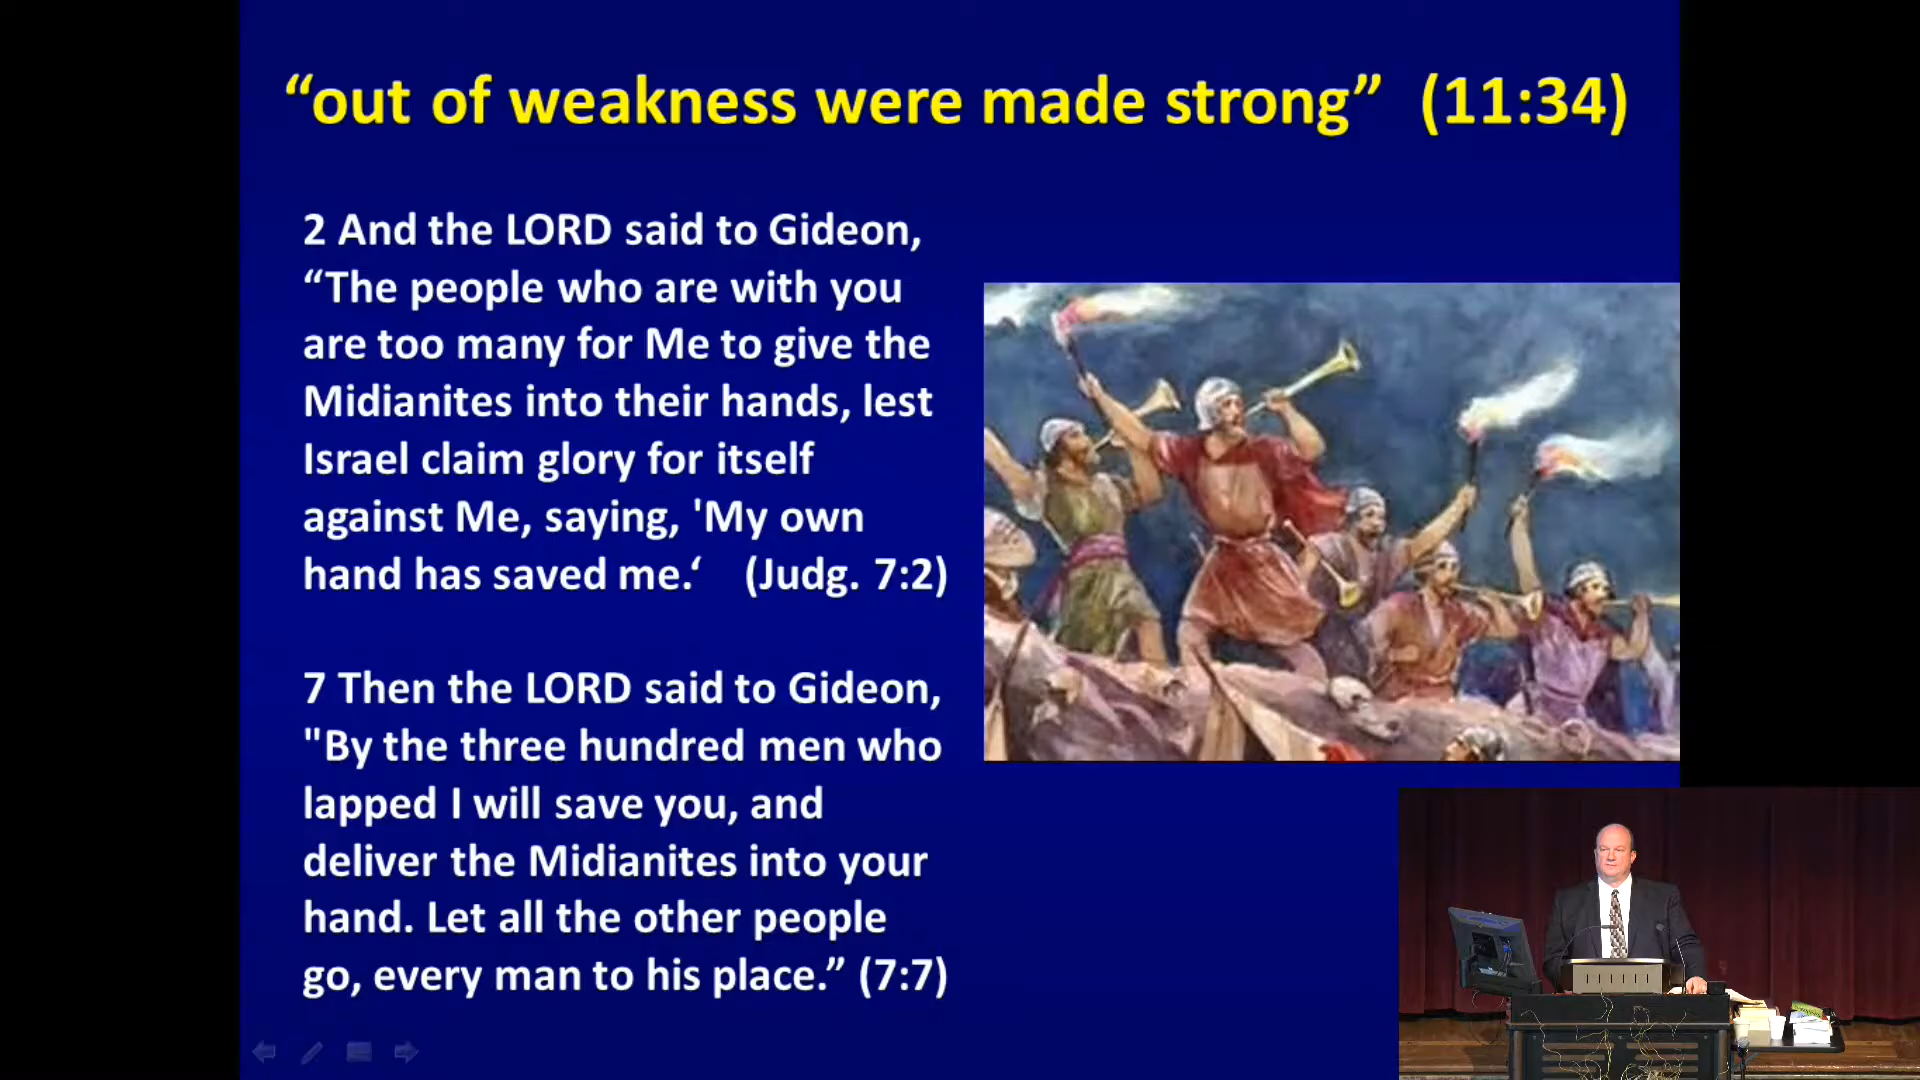 “out of weakness were made strong” (11:34)
2 And the LORD said to Gideon,
“The people who are with you
are too many for Me to give the
Midianites into their hands, lest
Israel claim glory for itself
against Me, saying, 'My own
hand has saved me.‘ (Judg. 7:2)
7 Then the LORD said to Gideon,
"By the three hundred men who
lapped I will save you, and
deliver the Midianites into your
hand. Let all the other people
go, every man to his place.” (7:7)